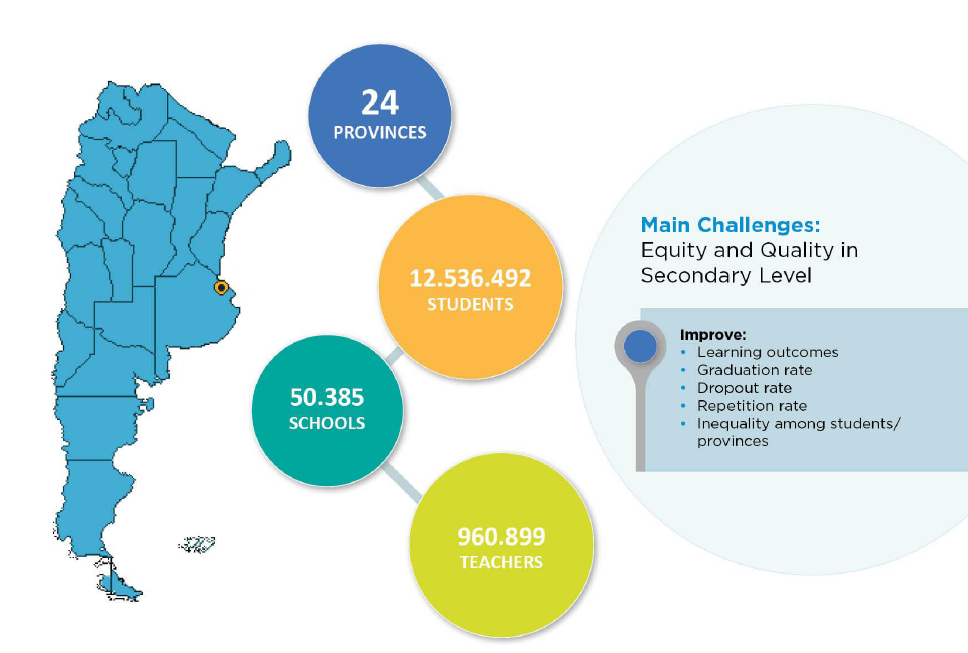 24
PROVINCES
12.536.492
STUDENTS
50.385
SCHOOLS
960.899
TEACHERS
Main Challenges:
Equity and Quality in
Secondary Level
Improve:
• Learning outcomes
• Graduation rate
• Dropout rate
• Repetition rate
• Inequality among students/
provinces